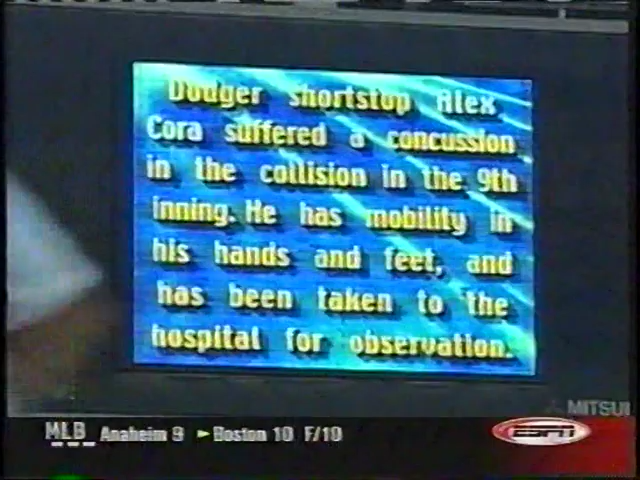 Dodger shortstop Alex
Cora suffered a concussion
in the collision in the 9th
inning. He has mobility in
his hands and feet, and
has been taken to the
hospital for observation.
MITSUI
MLB Anaheim 9 Boston 10 F/10
ESPN